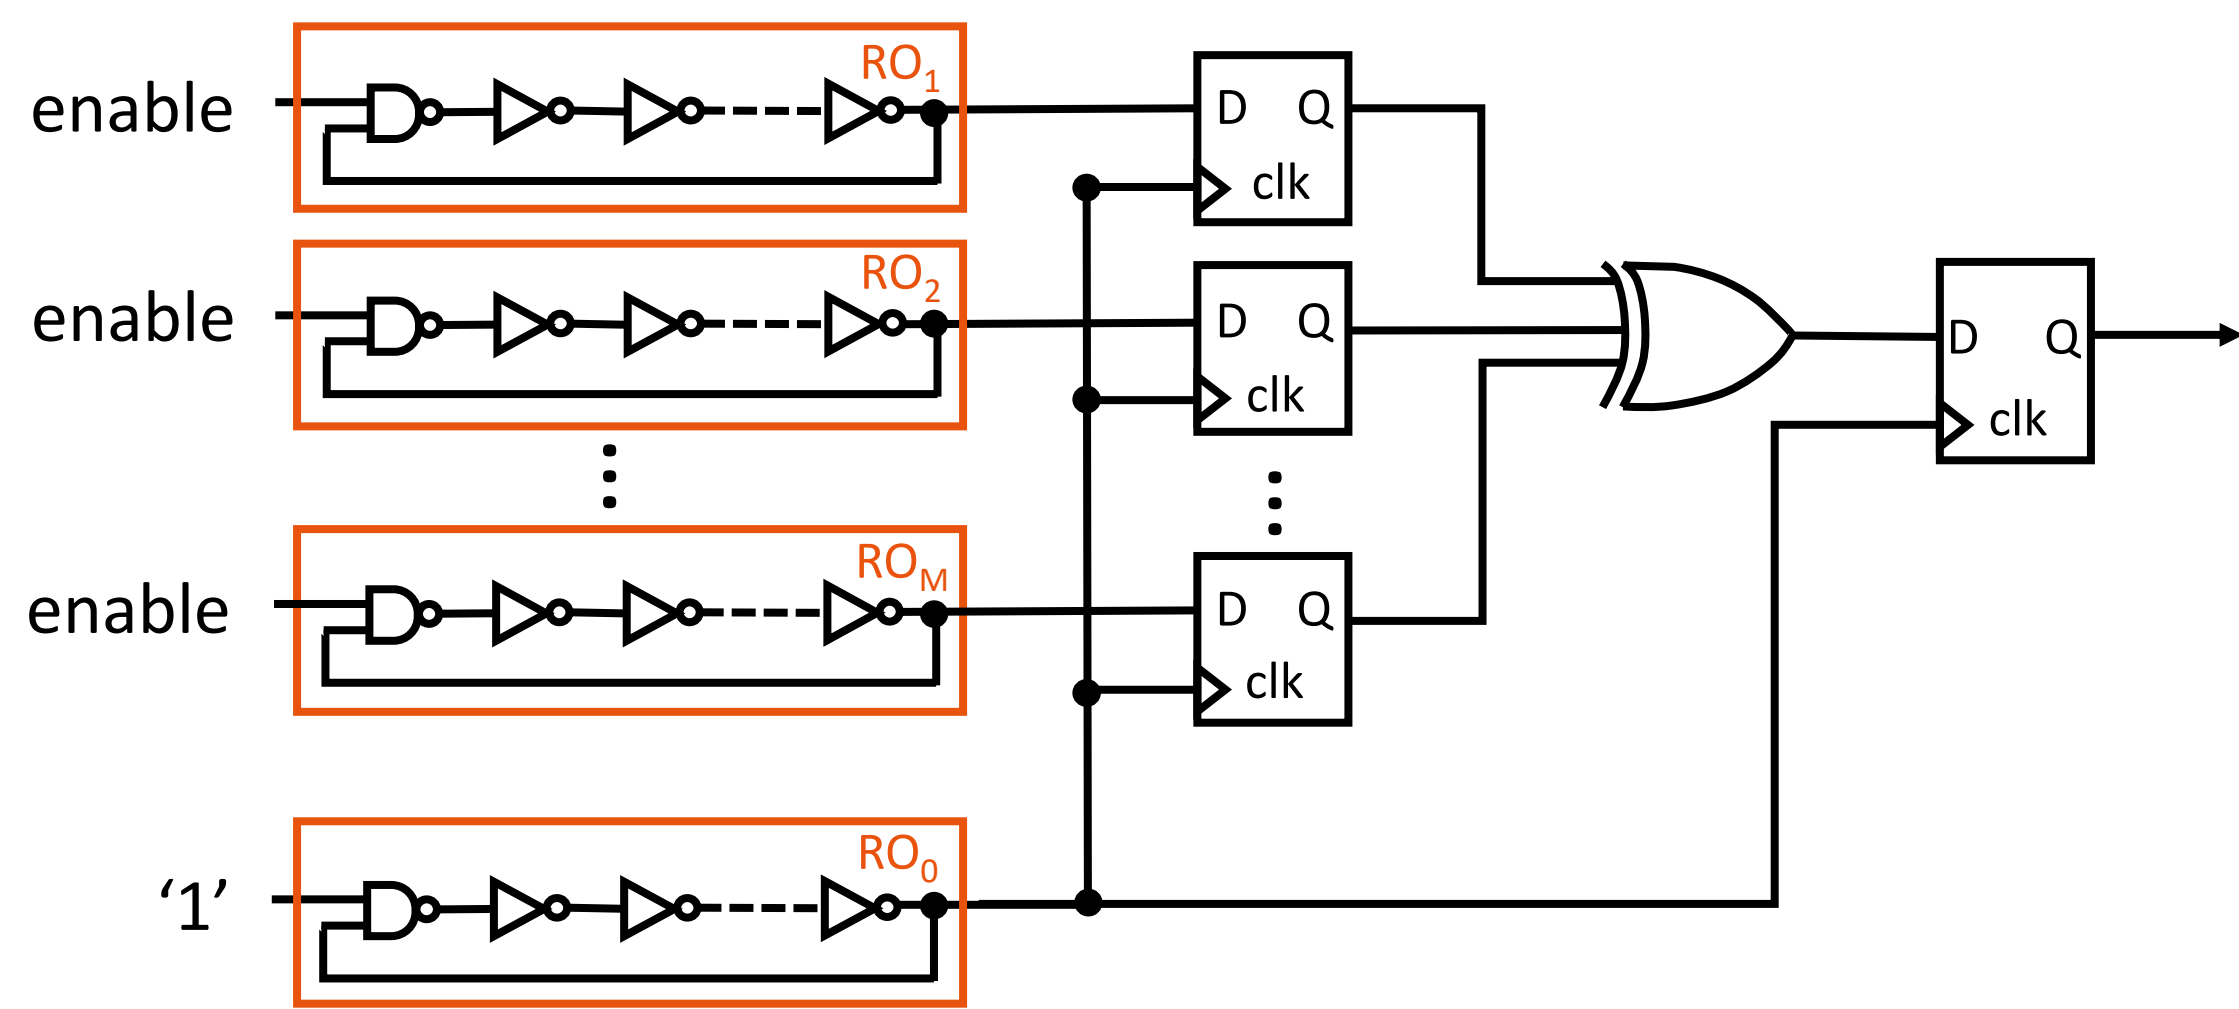 RO1
enable
D Q
clk
RO2
enable
D Q
clk
D Q
clk
ROM
enable
D Q
clk
RO0
‘1’